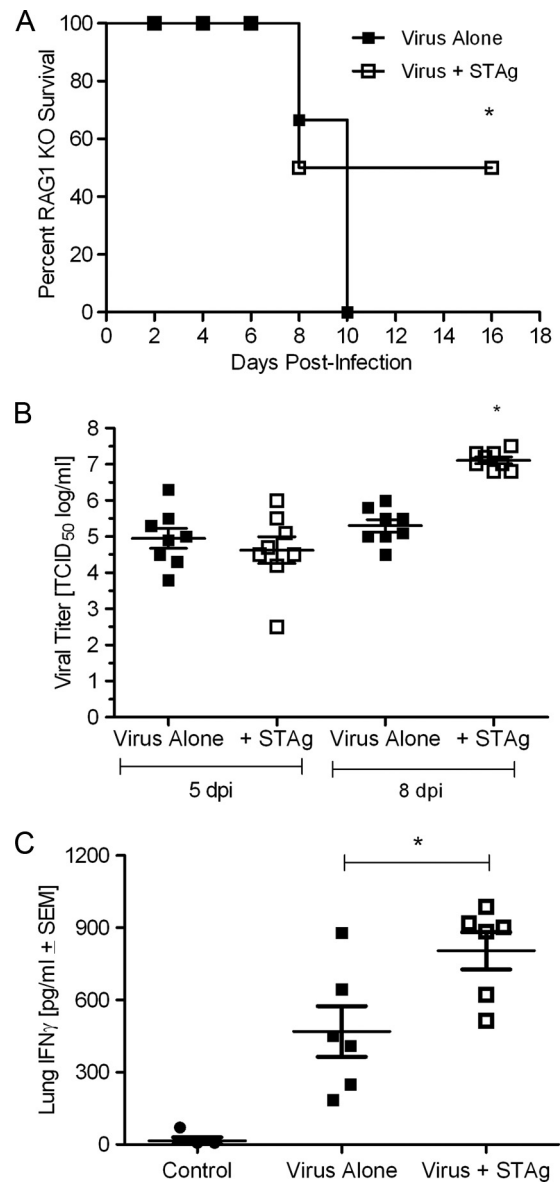 A
Percent RAG1 KO Survival
100
80
60
40
20
0
Virus Alone
Virus + STAg
*
0 2 4 6 8 10 12 14 16 18
Days Post-Infection
B
Viral Titer [TCID50 log/ml]
8
7
6
5
4
3
2
1
0
*
Virus Alone + STAg Virus Alone + STAg
5 dpi 8 dpi
C
Lung IFNγ [pg/ml ± SEM]
1200
900
600
300
0
*
Control Virus Alone Virus + STAg